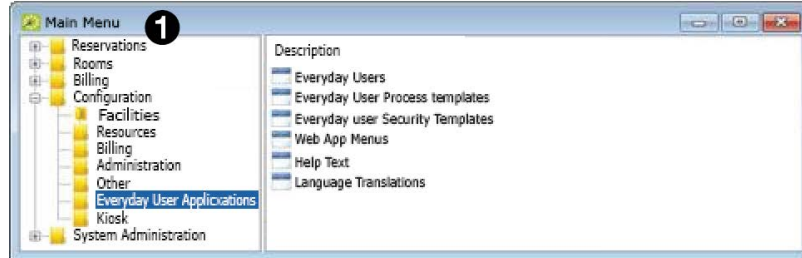 Main Menu
1
Reservations
Rooms
Billing
Configuration
Facilities
Resources
Billing
Administration
Other
Everyday User Applicxations
Kiosk
System Administration
Description
Everyday Users
Everyday User Process templates
Everyday user Security Templates
Web App Menus
Help Text
Language Translations